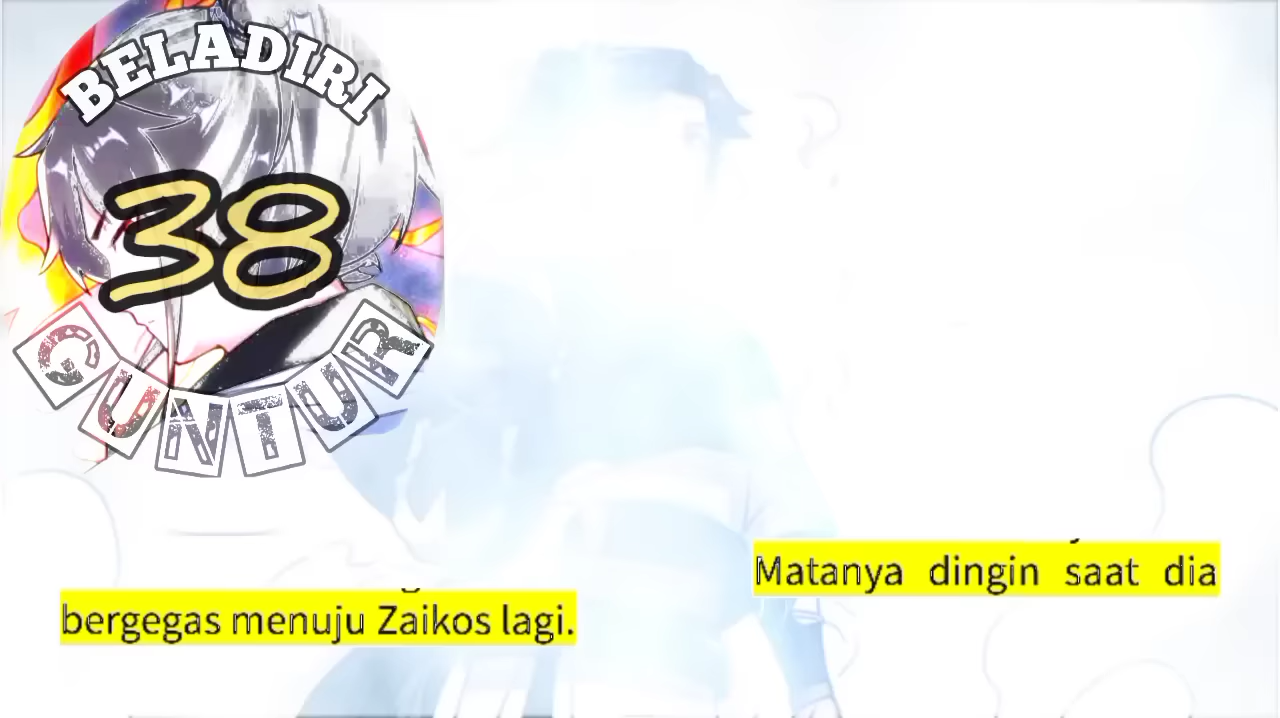 BELADIRI
38
GUNTUR
Matanya dingin saat dia
bergegas menuju Zaikos lagi.